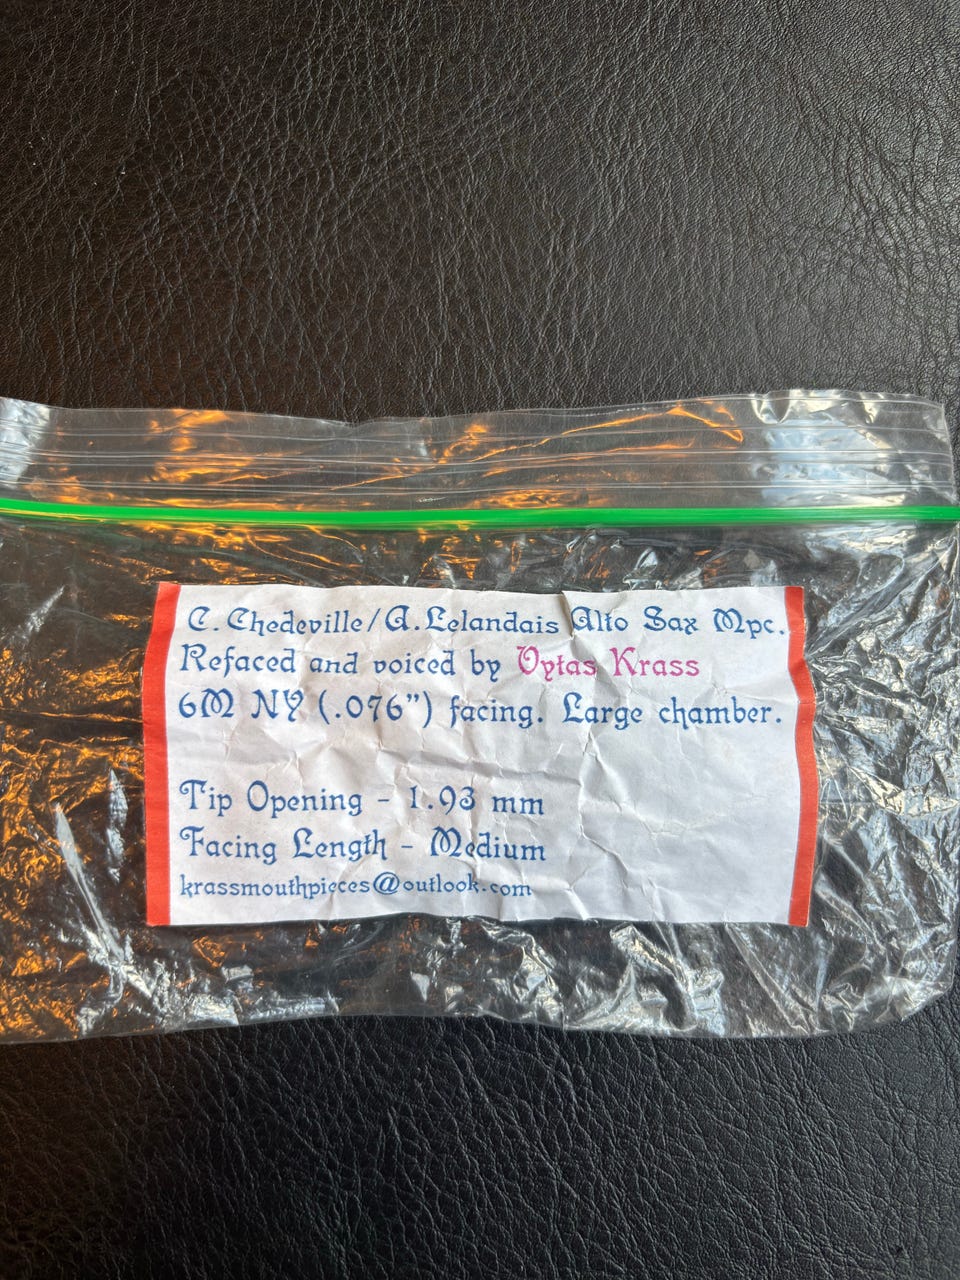 C. Chedeville/A. Lelandais Alto Sax Mpc.
Refaced and voiced by Vytas Krass
6M NY (.076”) facing. Large chamber.
Tip Opening - 1.93 mm
Facing Length - Medium
krassmouthpieces@outlook.com